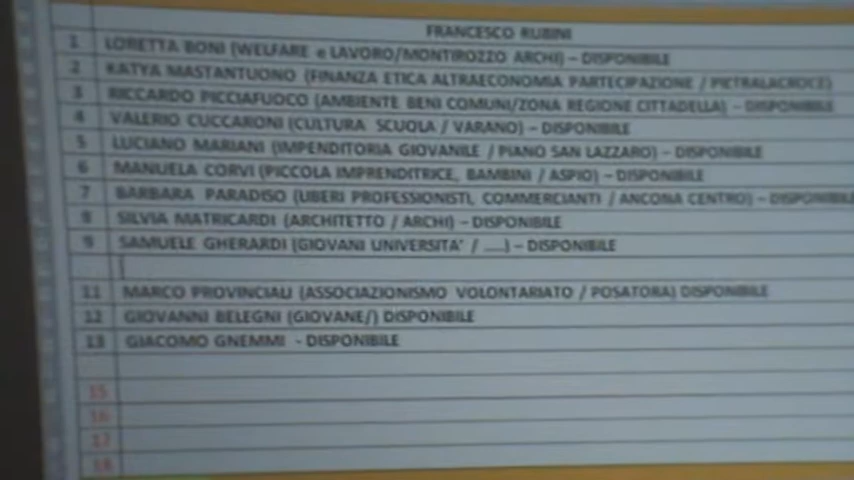 FRANCESCO RUBINI
1 LORETTA BONI (WELFARE e LAVORO/MONTIROZZO ARCHI) – DISPONIBILE
2 KATYA MASTANTUONO (FINANZA ETICA ALTRAECONOMIA PARTECIPAZIONE / PIETRALACROCE)
3 RICCARDO PICCIAFUOCO (AMBIENTE BENI COMUNI/ZONA REGIONE CITTADELLA) – DISPONIBILE
4 VALERIO CUCCARONI (CULTURA SCUOLA / VARANO) – DISPONIBILE
5 LUCIANO MARIANI (IMPENDITORIA GIOVANILE / PIANO SAN LAZZARO) – DISPONIBILE
6 MANUELA CORVI (PICCOLA IMPRENDITRICE, BAMBINI / ASPIO) – DISPONIBILE
7 BARBARA PARADISO (LIBERI PROFESSIONISTI, COMMERCIANTI / ANCONA CENTRO) – DISPONIBILE
8 SILVIA MATRICARDI (ARCHITETTO / ARCHI) – DISPONIBILE
9 SAMUELE GHERARDI (GIOVANI UNIVERSITA' / ....) – DISPONIBILE
11 MARCO PROVINCIALI (ASSOCIAZIONISMO VOLONTARIATO / POSATORA) DISPONIBILE
12 GIOVANNI BELEGNI (GIOVANE/) DISPONIBILE
13 GIACOMO GNEMMI - DISPONIBILE
15
16
17
18